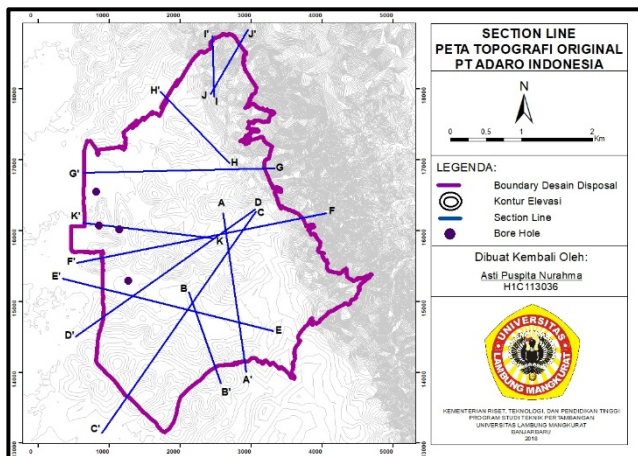 SECTION LINE
PETA TOPOGRAFI ORIGINAL
PT ADARO INDONESIA
N
0 0.5 1 2
Km
LEGENDA:
Boundary Desain Disposal
Kontur Elevasi
Section Line
Bore Hole
Dibuat Kembali Oleh:
Asti Puspita Nurahma
H1C113036
UNIVERSITAS
LAMBUNG MANGKURAT
KEMENTERIAN RISET, TEKNOLOGI, DAN PENDIDIKAN TINGGI
PROGRAM STUDI TEKNIK PERTAMBANGAN
UNIVERSITAS LAMBUNG MANGKURAT
BANJARBARU
2018
I'
J'
H'
J
I
H
G'
G
K'
A
D
C
F
K
F'
E'
B
D'
E
B'
A'
C'
18000
17000
16000
15000
14000
13000
0
1000
2000
3000
4000
5000